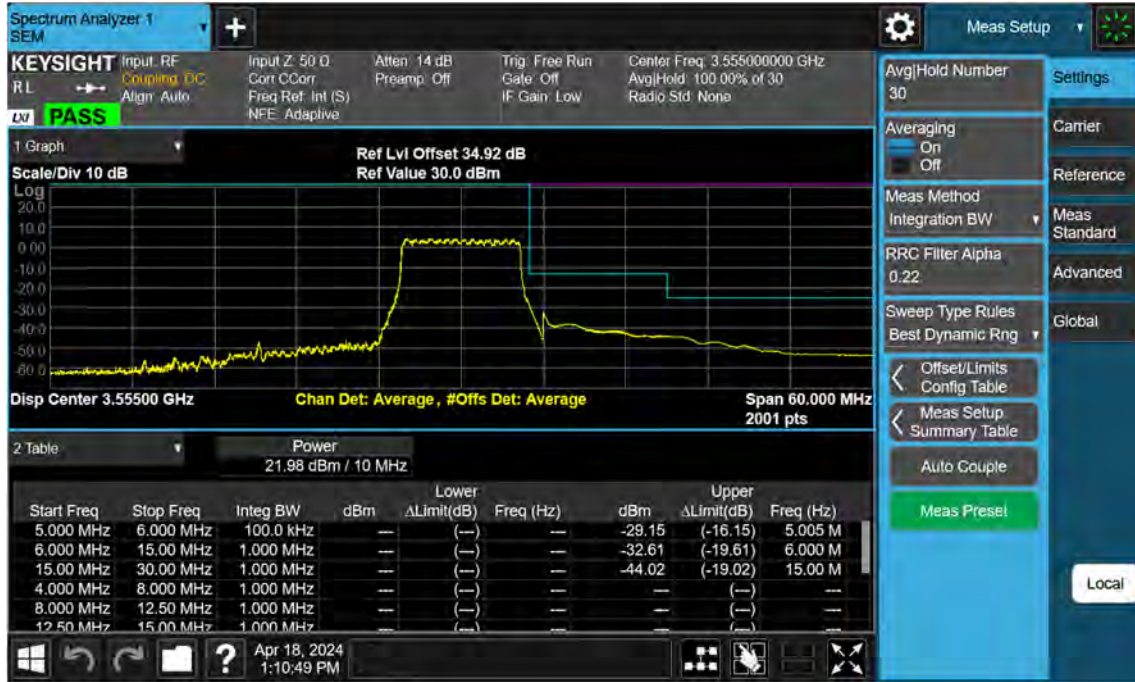 Spectrum Analyzer 1
SEM
Meas Setup
KEYSIGHT
RL
LXI PASS
Input: RF
Coupling: DC
Align: Auto
Input Z: 50 Ω
Corr CCorr
Freq Ref: Int (S)
NFE: Adaptive
Atten: 14 dB
Preamp: Off
Trig: Free Run
Gate: Off
IF Gain: Low
Center Freq: 3.555000000 GHz
Avg|Hold: 100.00% of 30
Radio Std: None
1 Graph
Scale/Div 10 dB
Ref Lvl Offset 34.92 dB
Ref Value 30.0 dBm
Log
20.0
10.0
0.00
-10.0
-20.0
-30.0
-40.0
-50.0
-60.0
Disp Center 3.55500 GHz
Chan Det: Average, #Offs Det: Average
Span 60.000 MHz
2001 pts
2 Table
Power
21.98 dBm / 10 MHz
Lower Upper
Start Freq Stop Freq Integ BW dBm ΔLimit(dB) Freq (Hz) dBm ΔLimit(dB) Freq (Hz)
5.000 MHz 6.000 MHz 100.0 kHz --- (---) --- -29.15 (-16.15) 5.005 M
6.000 MHz 15.00 MHz 1.000 MHz --- (---) --- -32.61 (-19.61) 6.000 M
15.00 MHz 30.00 MHz 1.000 MHz --- (---) --- -44.02 (-19.02) 15.00 M
4.000 MHz 8.000 MHz 1.000 MHz --- (---) --- --- (---) ---
8.000 MHz 12.50 MHz 1.000 MHz --- (---) --- --- (---) ---
12.50 MHz 15.00 MHz 1.000 MHz --- (---) --- --- (---) ---
?
Apr 18, 2024
1:10:49 PM
Avg|Hold Number
30
Averaging
On
Off
Meas Method
Integration BW
RRC Filter Alpha
0.22
Sweep Type Rules
Best Dynamic Rng
Offset/Limits
Config Table
Meas Setup
Summary Table
Auto Couple
Meas Preset
Settings
Carrier
Reference
Meas
Standard
Advanced
Global
Local